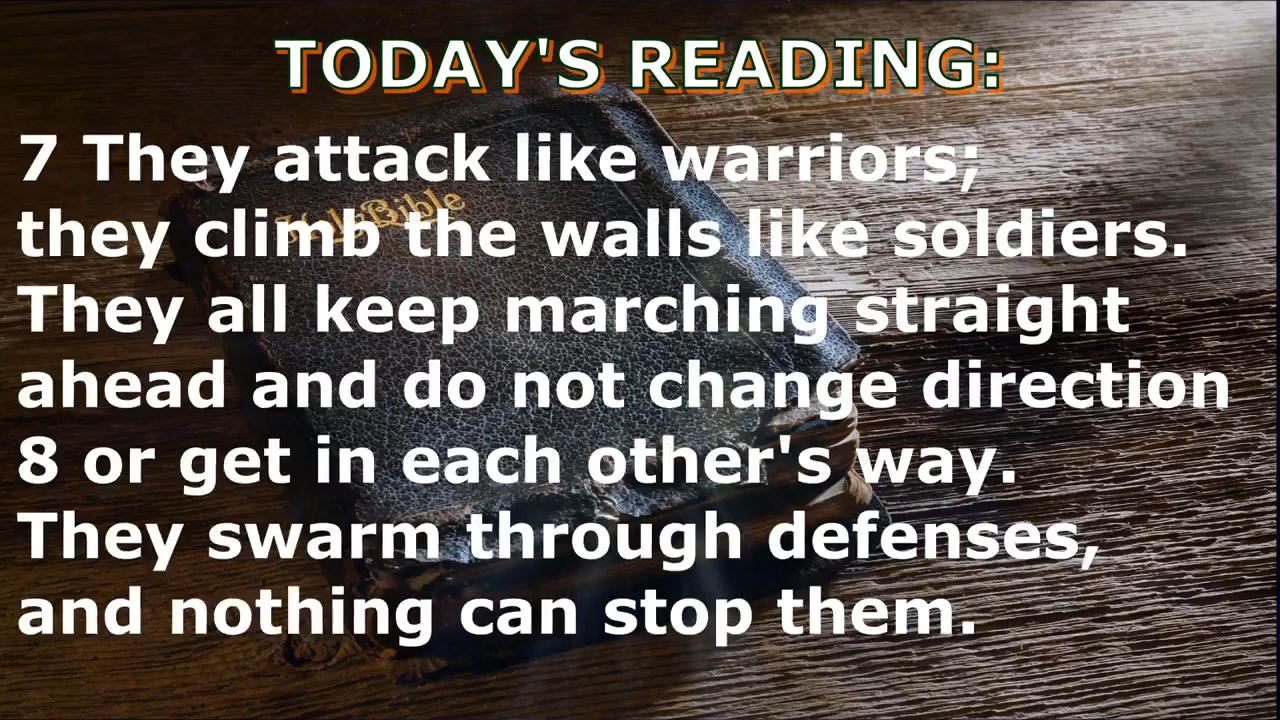 TODAY'S READING:
Holy Bible
7 They attack like warriors;
they climb the walls like soldiers.
They all keep marching straight
ahead and do not change direction
8 or get in each other's way.
They swarm through defenses,
and nothing can stop them.